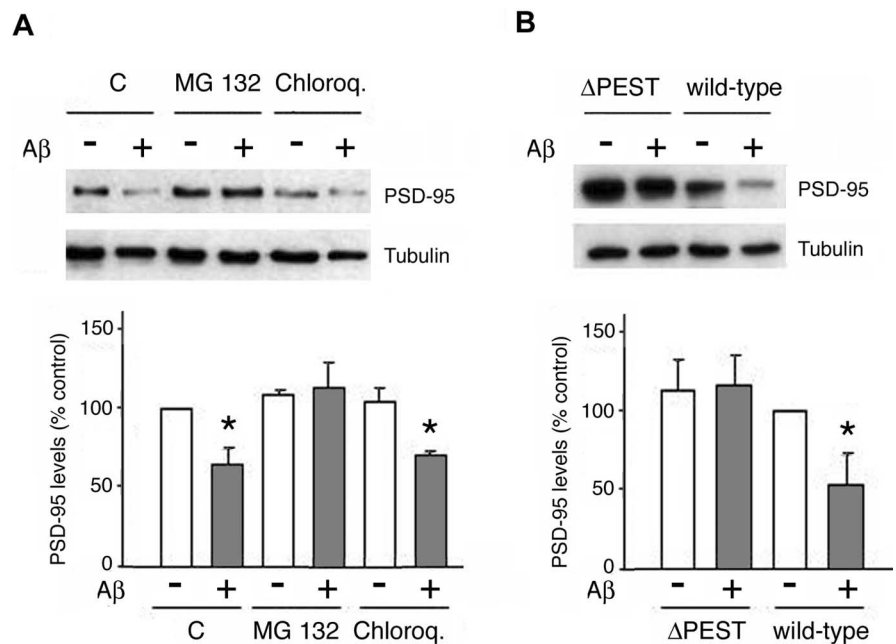 A
C MG 132 Chloroq.
Aβ - + - + - +
PSD-95
Tubulin
PSD-95 levels (% control)
150
100
50
0
* *
Aβ - + - + - +
C MG 132 Chloroq.
B
ΔPEST wild-type
Aβ - + - +
PSD-95
Tubulin
PSD-95 levels (% control)
150
100
50
0
*
Aβ - + - +
ΔPEST wild-type